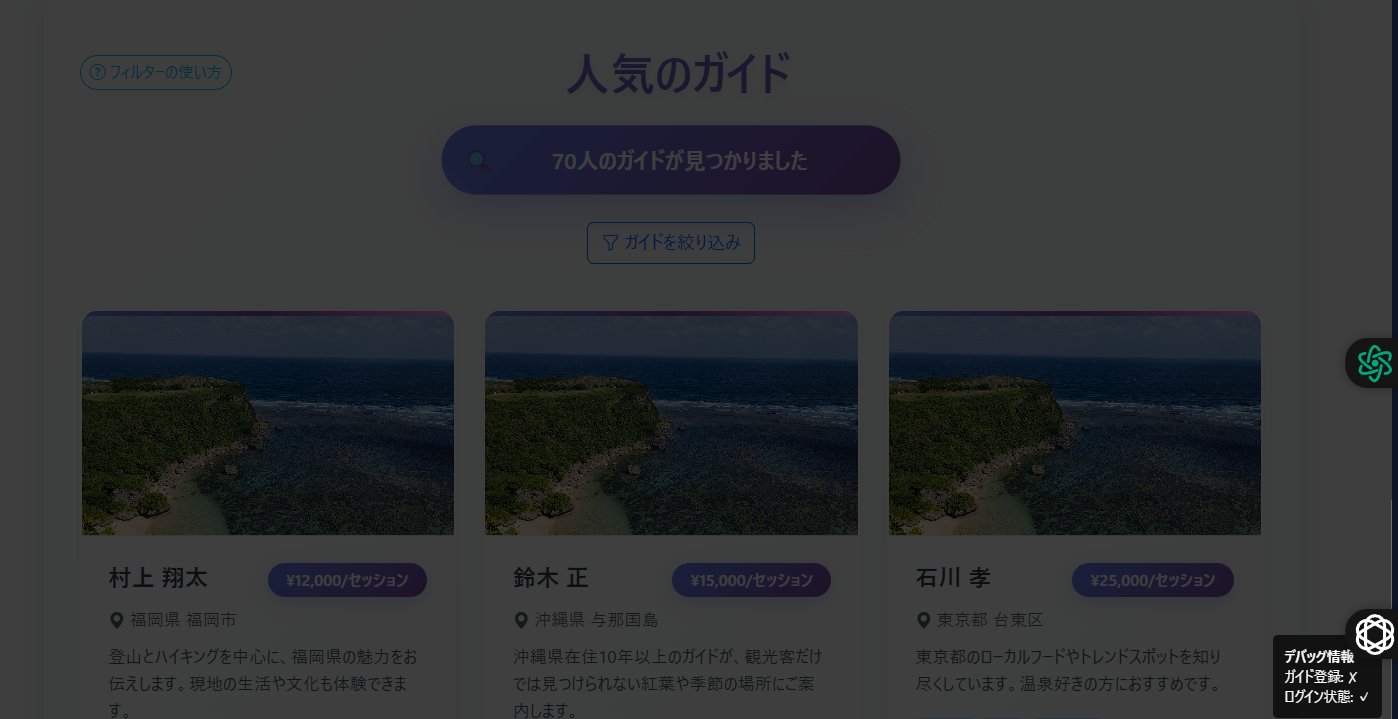 フィルターの使い方
人気のガイド
70人のガイドが見つかりました
ガイドを絞り込み
村上 翔太
¥12,000/セッション
福岡県 福岡市
登山とハイキングを中心に、福岡県の魅力をお
伝えします。現地の生活や文化も体験できま
す。
鈴木 正
¥15,000/セッション
沖縄県 与那国島
沖縄県在住10年以上のガイドが、観光客だけ
では見つけられない紅葉や季節の場所にご案
内します。
石川 孝
¥25,000/セッション
東京都 台東区
東京都のローカルフードやトレンドスポットを知り
尽くしています。温泉好きの方におすすめです。
デバッグ情報
ガイド登録: ✗
ログイン状態: ✓